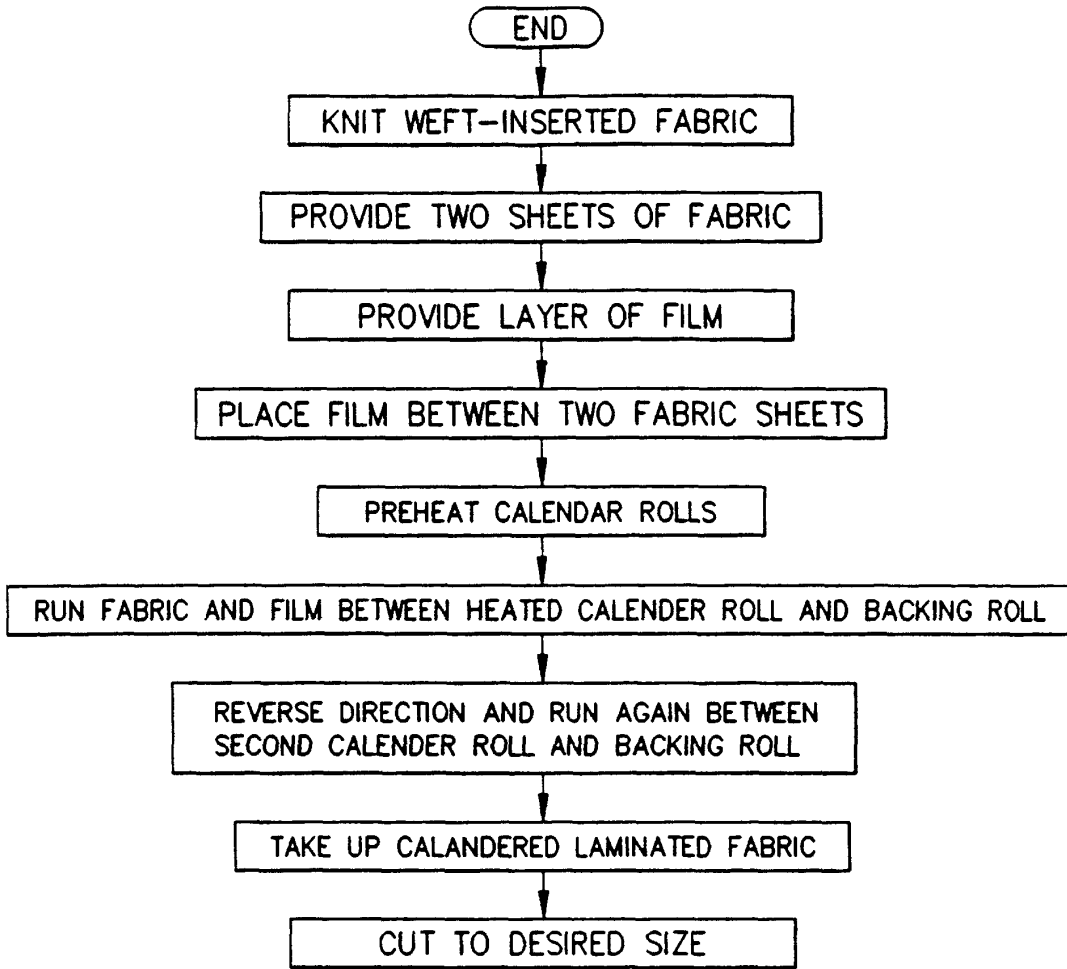 END
KNIT WEFT-INSERTED FABRIC
PROVIDE TWO SHEETS OF FABRIC
PROVIDE LAYER OF FILM
PLACE FILM BETWEEN TWO FABRIC SHEETS
PREHEAT CALENDAR ROLLS
RUN FABRIC AND FILM BETWEEN HEATED CALENDER ROLL AND BACKING ROLL
REVERSE DIRECTION AND RUN AGAIN BETWEEN
SECOND CALENDER ROLL AND BACKING ROLL
TAKE UP CALANDERED LAMINATED FABRIC
CUT TO DESIRED SIZE